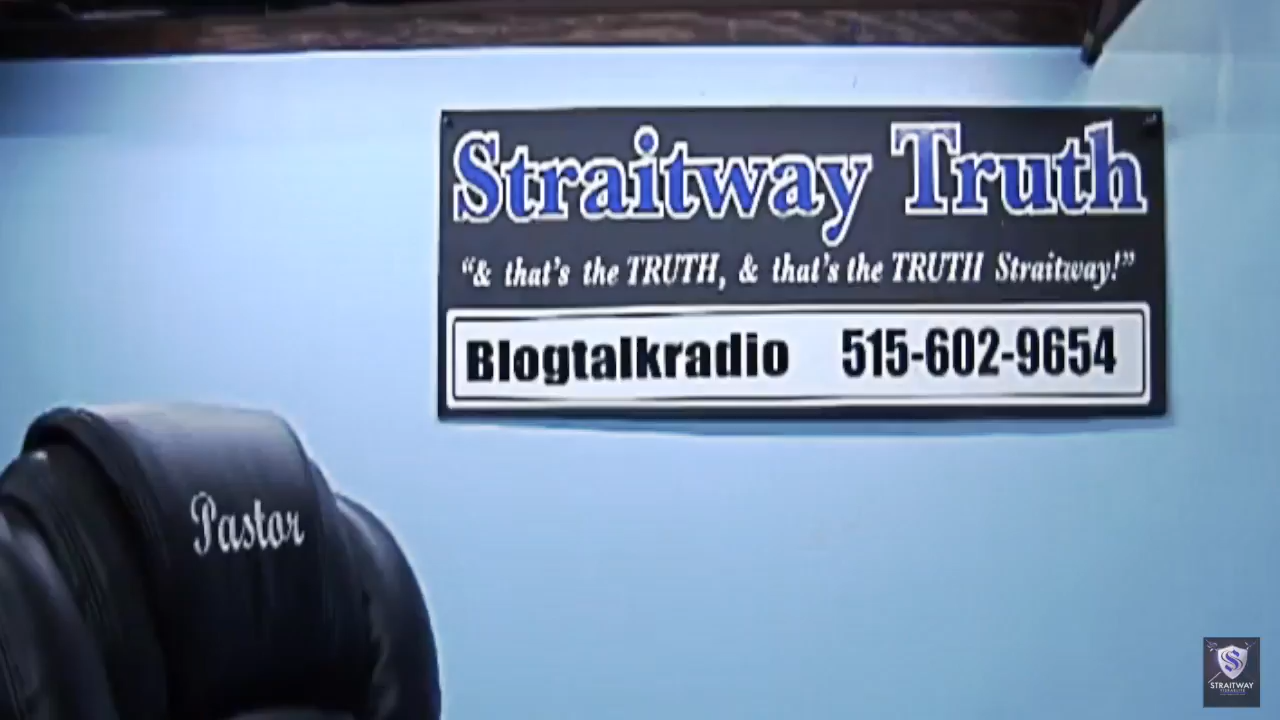 Straitway Truth
“& that's the TRUTH, & that's the TRUTH Straitway!”
Blogtalkradio 515-602-9654
Pastor
STRAITWAY